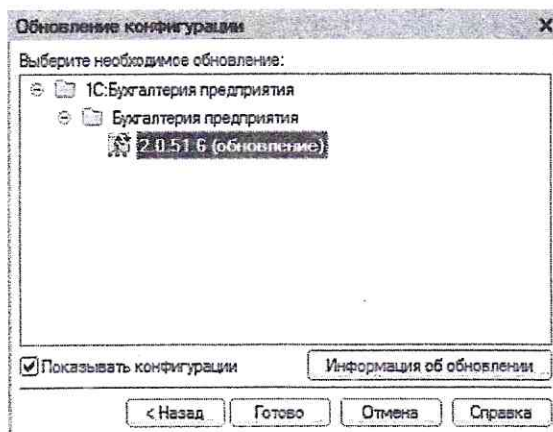 Обновление конфигурации
Выберите необходимое обновление:
1С:Бухгалтерия предприятия
Бухгалтерия предприятия
2.0.51.6 (обновление)
Показывать конфигурации
Информация об обновлении
< Назад
Готово
Отмена
Справка